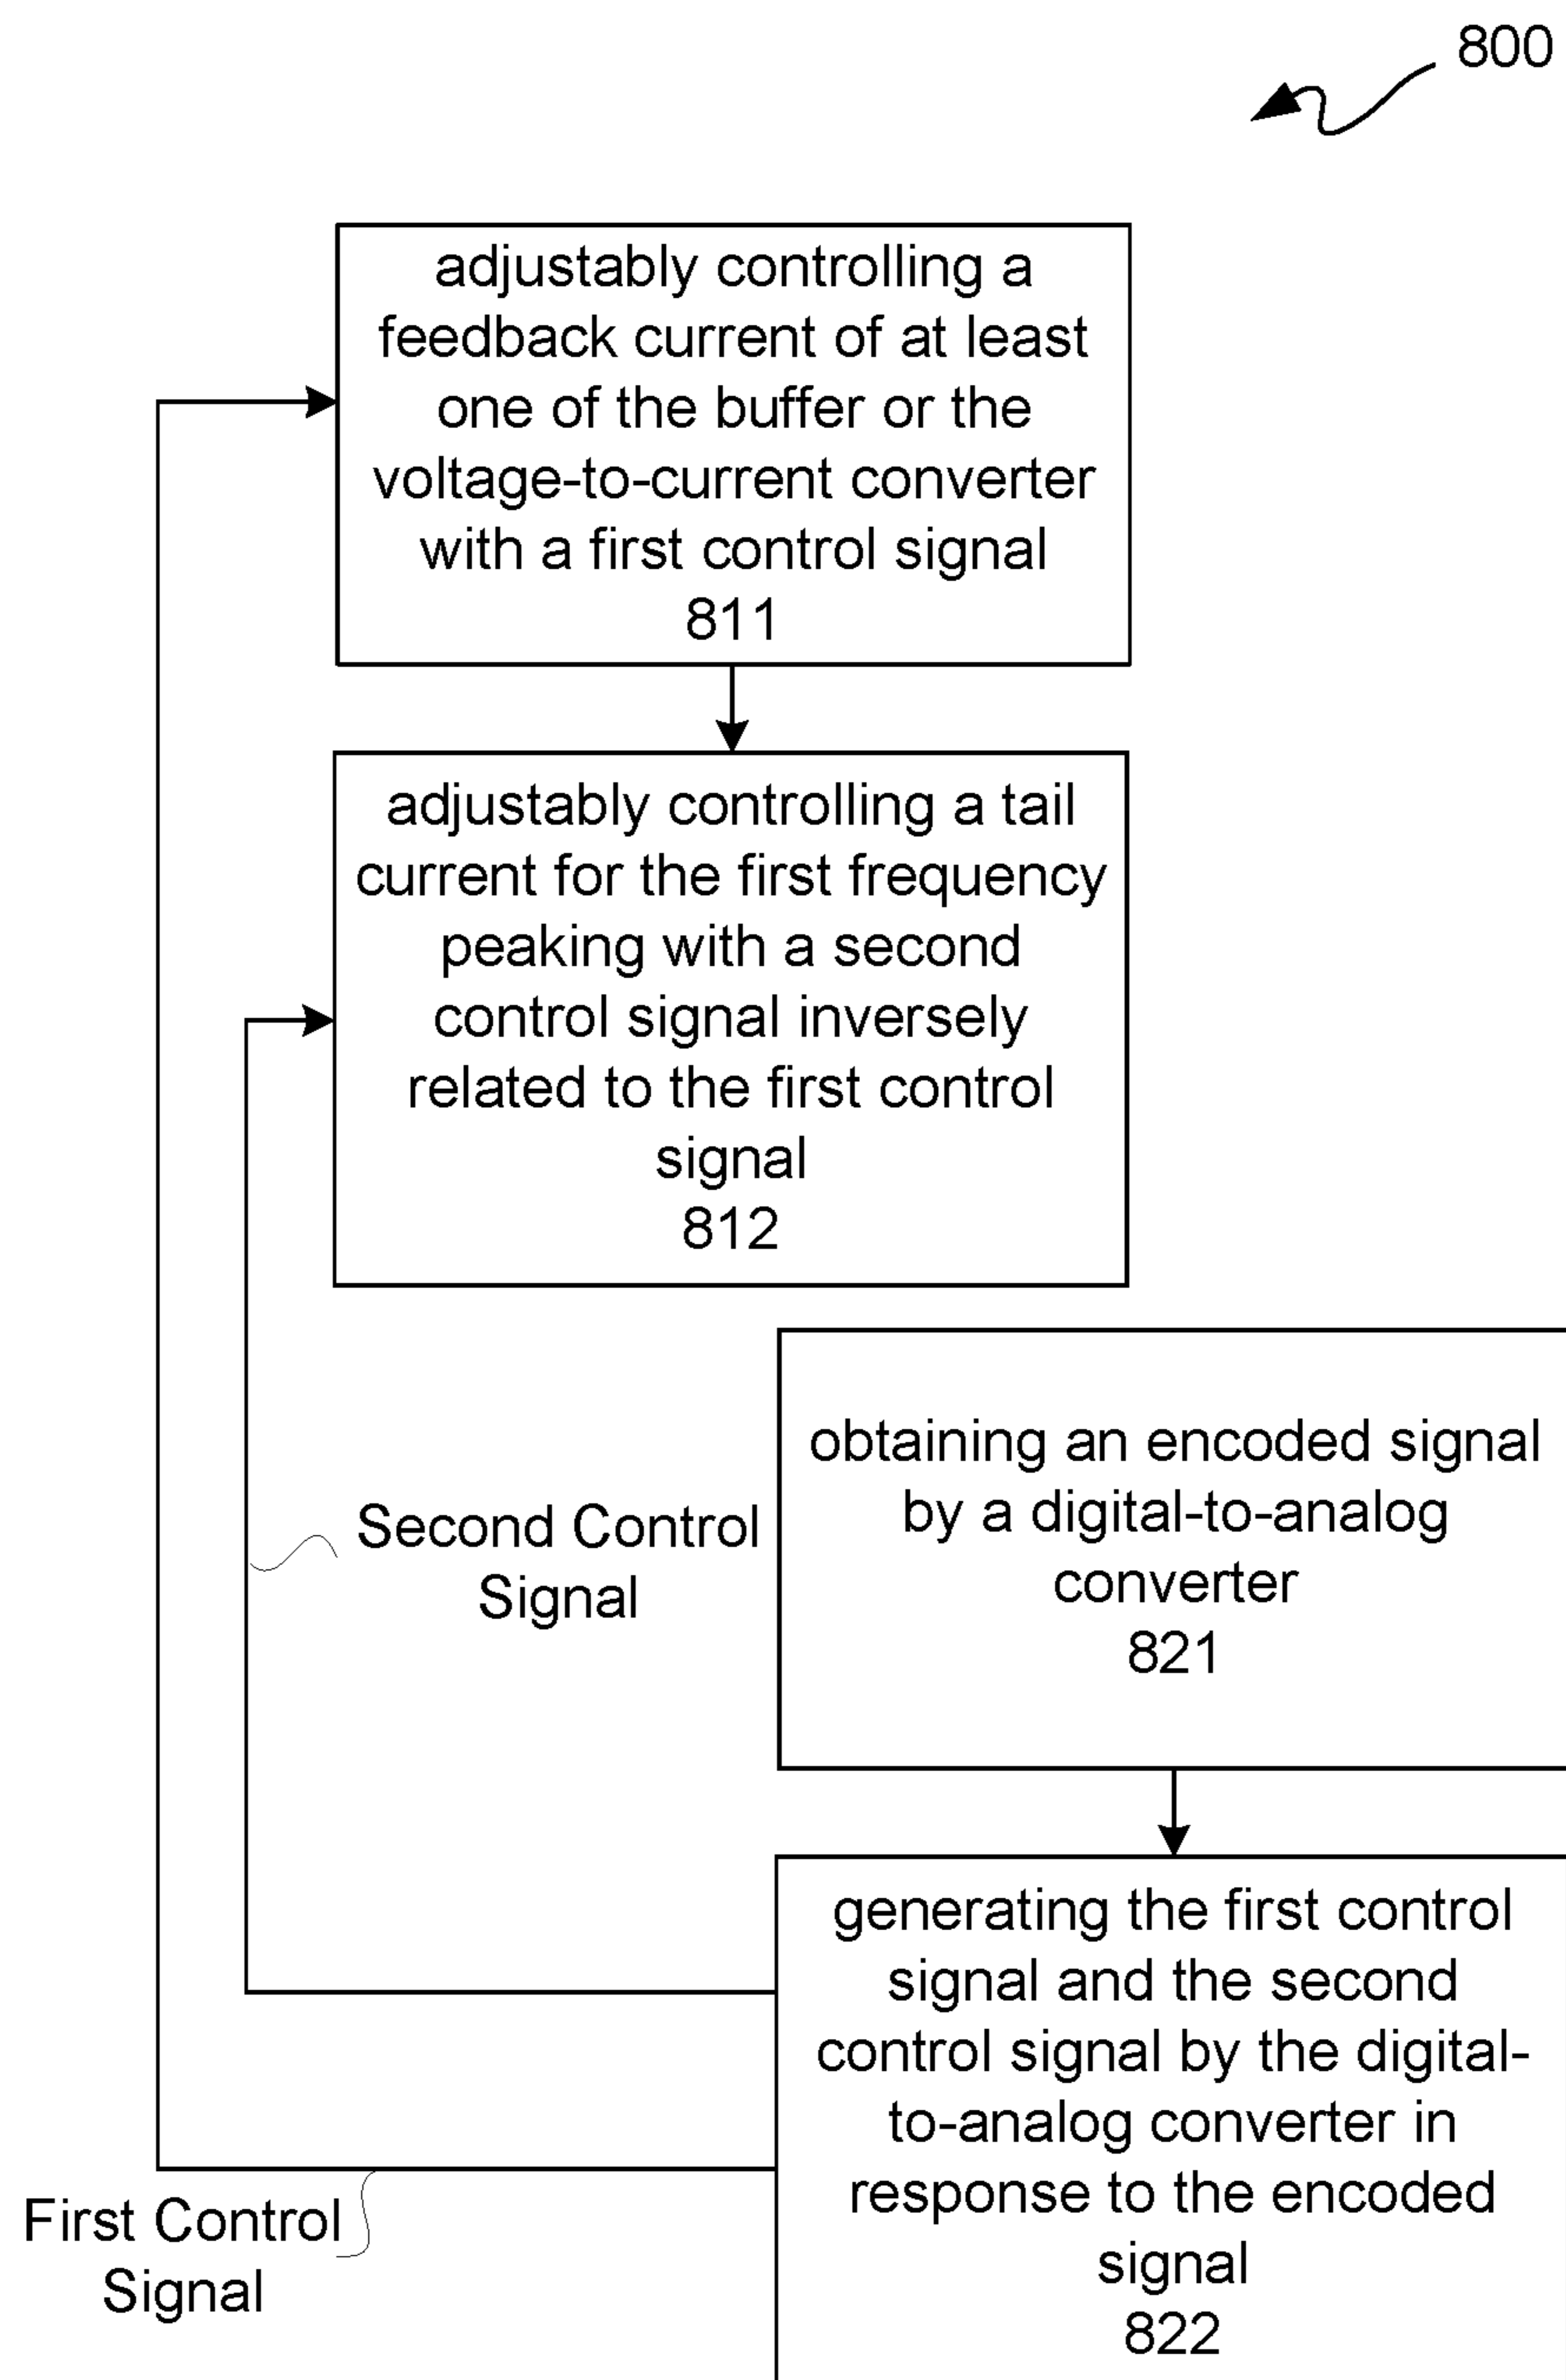 800
adjustably controlling a
feedback current of at least
one of the buffer or the
voltage-to-current converter
with a first control signal
811
adjustably controlling a tail
current for the first frequency
peaking with a second
control signal inversely
related to the first control
signal
812
obtaining an encoded signal
by a digital-to-analog
converter
821
Second Control
Signal
generating the first control
signal and the second
control signal by the digital-
to-analog converter in
response to the encoded
signal
822
First Control
Signal